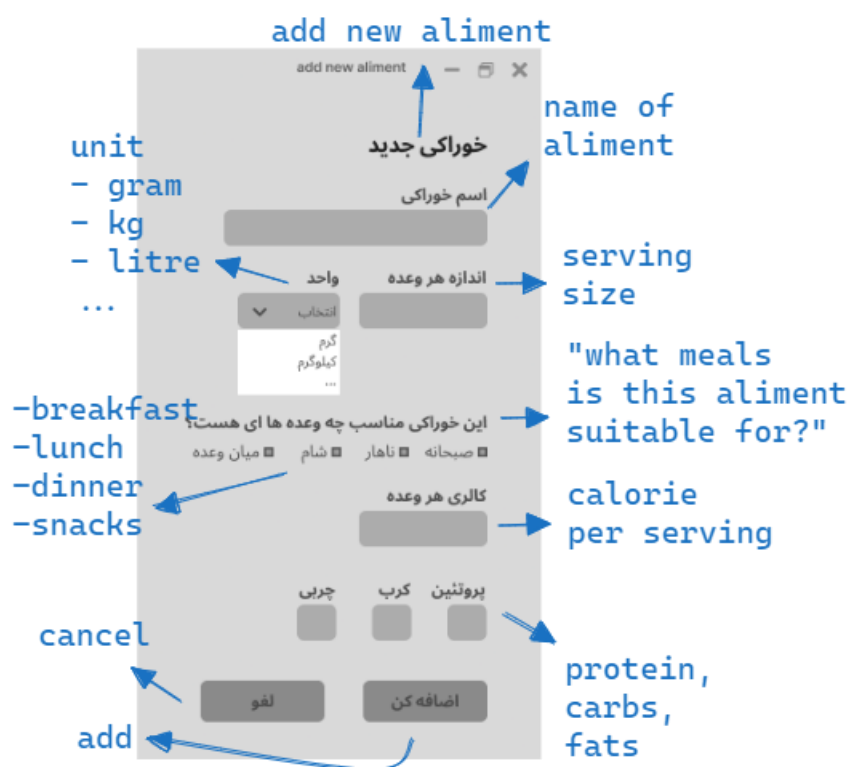 add new aliment
add new aliment
خوراکی جدید
name of
aliment
اسم خوراکی
unit
- gram
- kg
- litre
...
اندازه هر وعده
واحد
serving
size
انتخاب
گرم
کیلوگرم
...
"what meals
is this aliment
suitable for?"
این خوراکی مناسب چه وعده ها ای هست؟
صبحانه ناهار شام میان وعده
-breakfast
-lunch
-dinner
-snacks
کالری هر وعده
calorie
per serving
پروتئین کرب چربی
protein,
carbs,
fats
cancel
اضافه کن
لغو
add